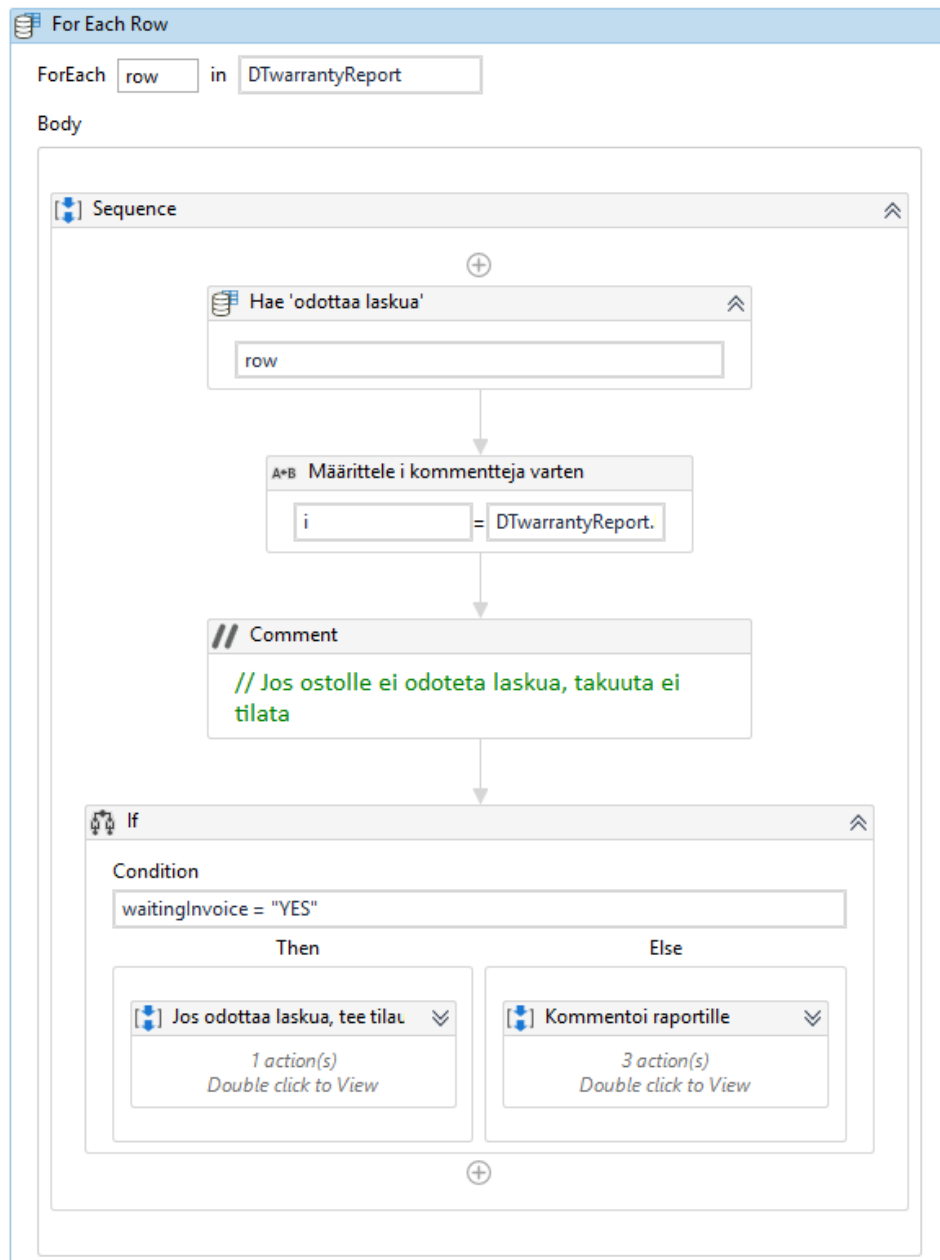 For Each Row
ForEach row in DTwarrantyReport
Body
Sequence
Hae 'odottaa laskua'
row
A+B Määrittele i kommentteja varten
i = DTwarrantyReport.
// Comment
// Jos ostolle ei odoteta laskua, takuuta ei
tilata
If
Condition
waitingInvoice = "YES"
Then Else
Jos odottaa laskua, tee tilau Kommentoi raportille
1 action(s) 3 action(s)
Double click to View Double click to View